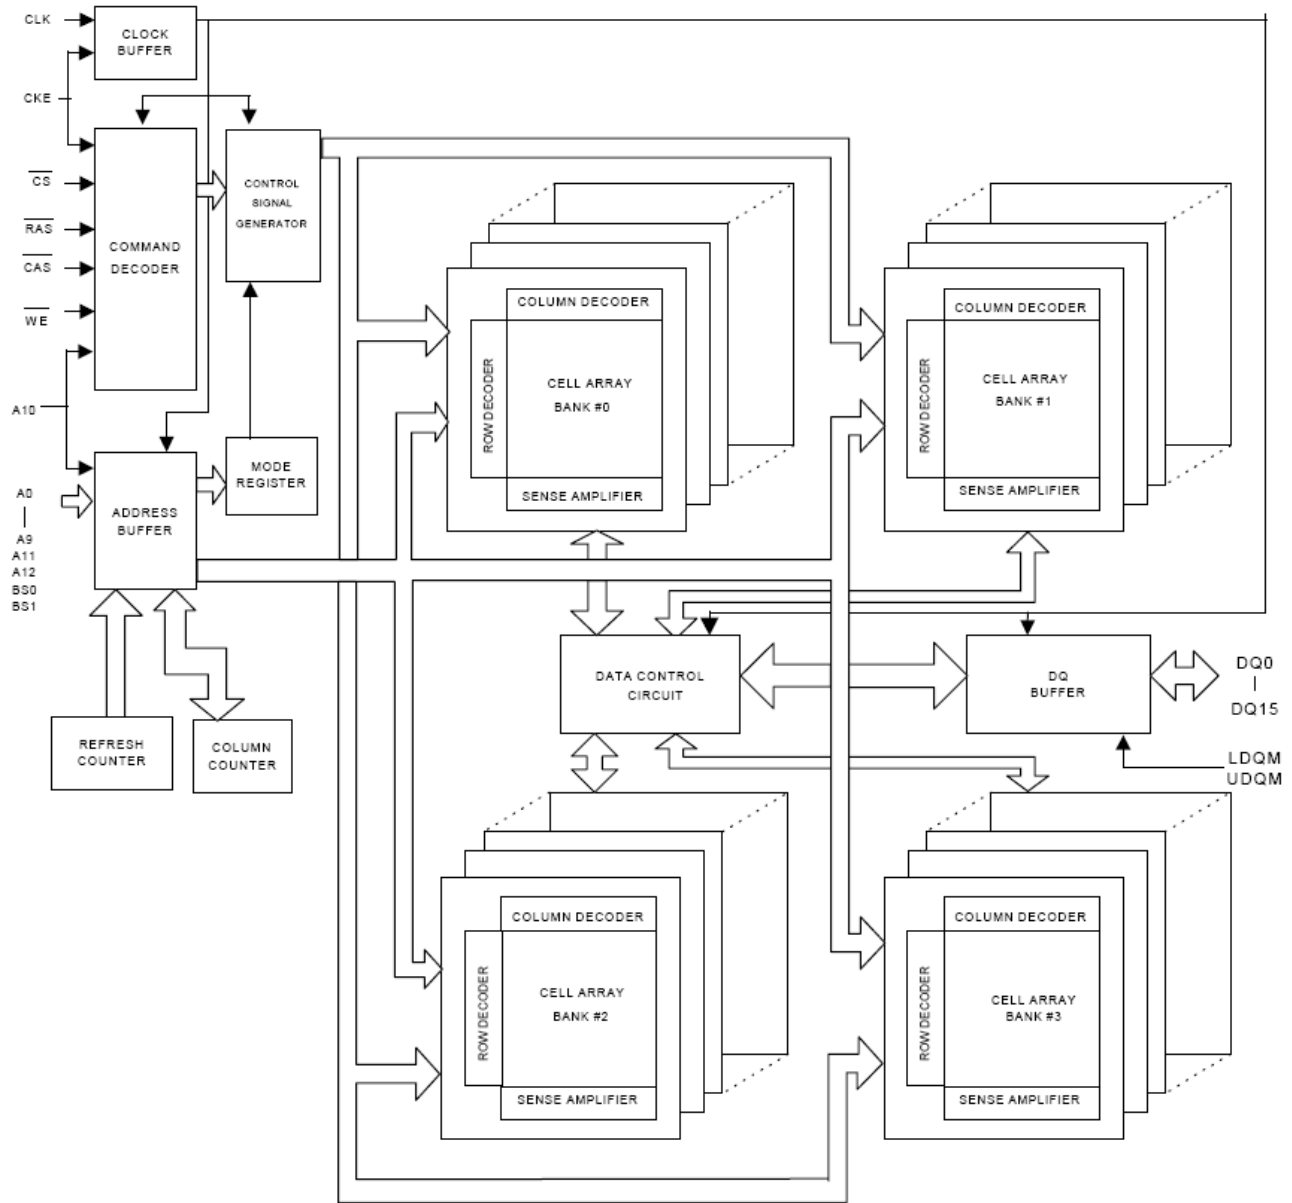 CLK
CLOCK
BUFFER
CKE
CS
RAS
CAS
WE
COMMAND
DECODER
CONTROL
SIGNAL
GENERATOR
A10
A0
A9
A11
A12
BS0
BS1
ADDRESS
BUFFER
MODE
REGISTER
REFRESH
COUNTER
COLUMN
COUNTER
COLUMN DECODER
ROW DECODER
CELL ARRAY
BANK #0
SENSE AMPLIFIER
COLUMN DECODER
ROW DECODER
CELL ARRAY
BANK #1
SENSE AMPLIFIER
DATA CONTROL
CIRCUIT
DQ
BUFFER
DQ0
DQ15
LDQM
UDQM
COLUMN DECODER
ROW DECODER
CELL ARRAY
BANK #2
SENSE AMPLIFIER
COLUMN DECODER
ROW DECODER
CELL ARRAY
BANK #3
SENSE AMPLIFIER